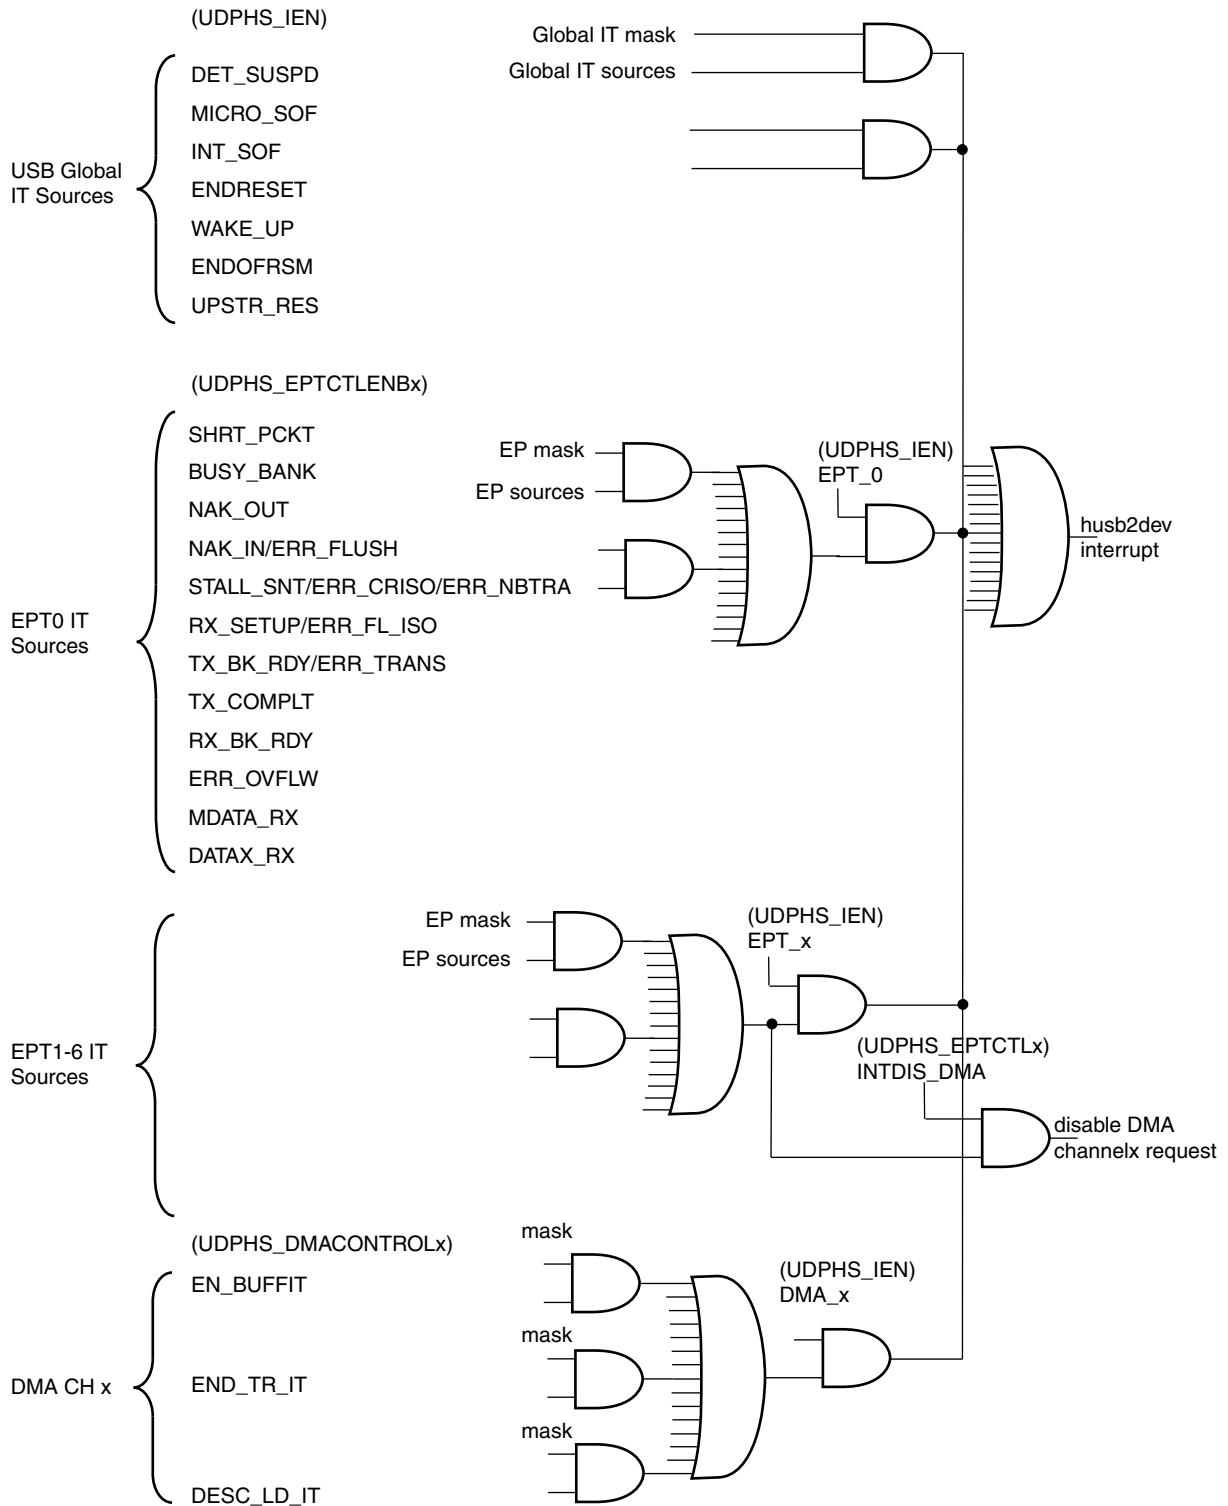 (UDPHS_IEN)
Global IT mask
DET_SUSPD
Global IT sources
MICRO_SOF
INT_SOF
USB Global
IT Sources
ENDRESET
WAKE_UP
ENDOFRSM
UPSTR_RES
(UDPHS_EPTCTLENBx)
SHRT_PCKT
EP mask
(UDPHS_IEN)
EPT_0
BUSY_BANK
EP sources
NAK_OUT
husb2dev
interrupt
NAK_IN/ERR_FLUSH
STALL_SNT/ERR_CRISO/ERR_NBTRA
EPT0 IT
Sources
RX_SETUP/ERR_FL_ISO
TX_BK_RDY/ERR_TRANS
TX_COMPLT
RX_BK_RDY
ERR_OVFLW
MDATA_RX
DATAX_RX
EP mask
(UDPHS_IEN)
EPT_x
EP sources
EPT1-6 IT
Sources
(UDPHS_EPTCTLx)
INTDIS_DMA
disable DMA
channelx request
(UDPHS_DMACONTROLx)
mask
EN_BUFFIT
(UDPHS_IEN)
DMA_x
mask
DMA CH x
END_TR_IT
mask
DESC_LD_IT